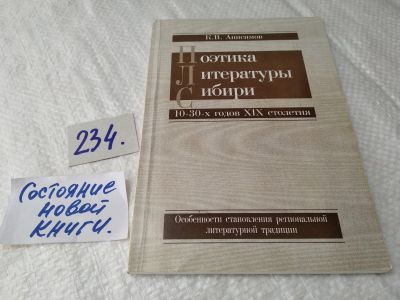 К.В. Анисимов
Поэтика
Литературы
Сибири
10-30-х годов XIX столетия
Особенности становления региональной
литературной традиции
234.
Состояние
новой
книги.